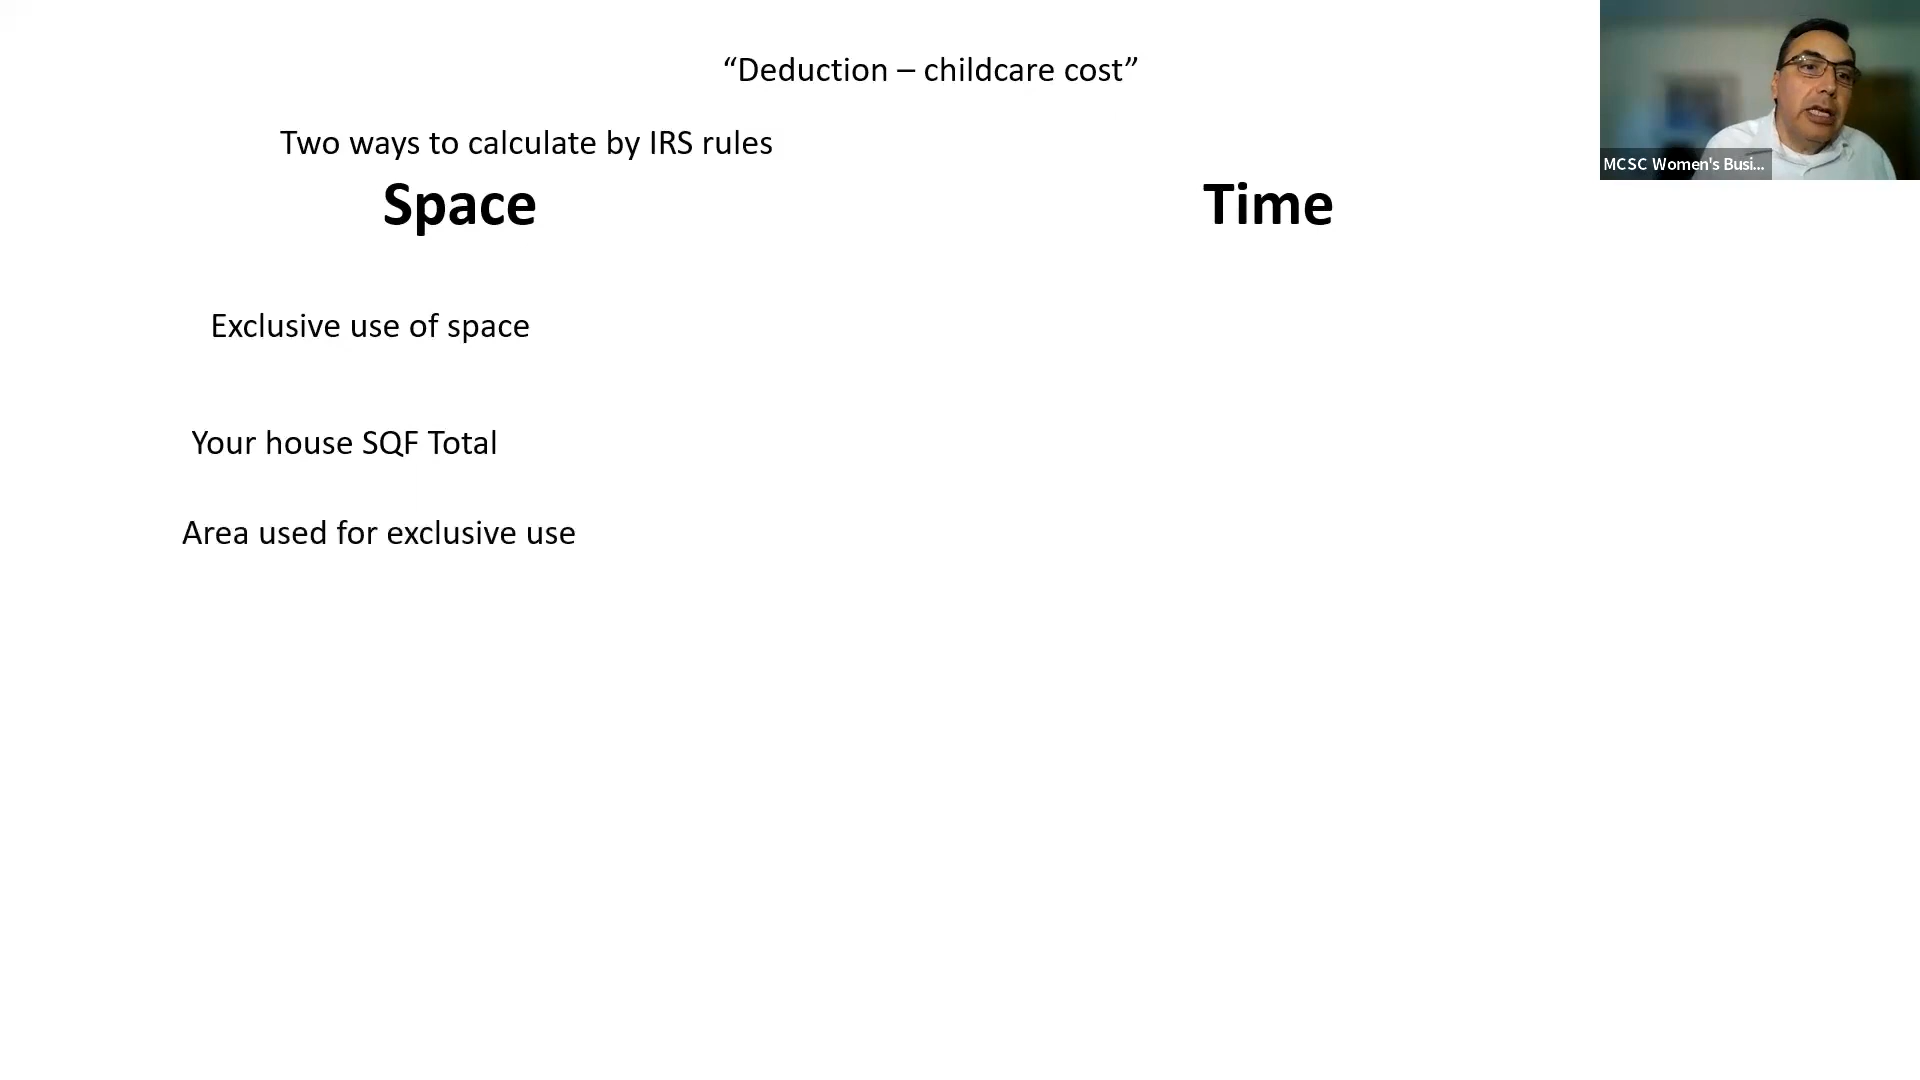 “Deduction – childcare cost”
Two ways to calculate by IRS rules
Space
Time
Exclusive use of space
Your house SQF Total
Area used for exclusive use
MCSC Women's Busi...